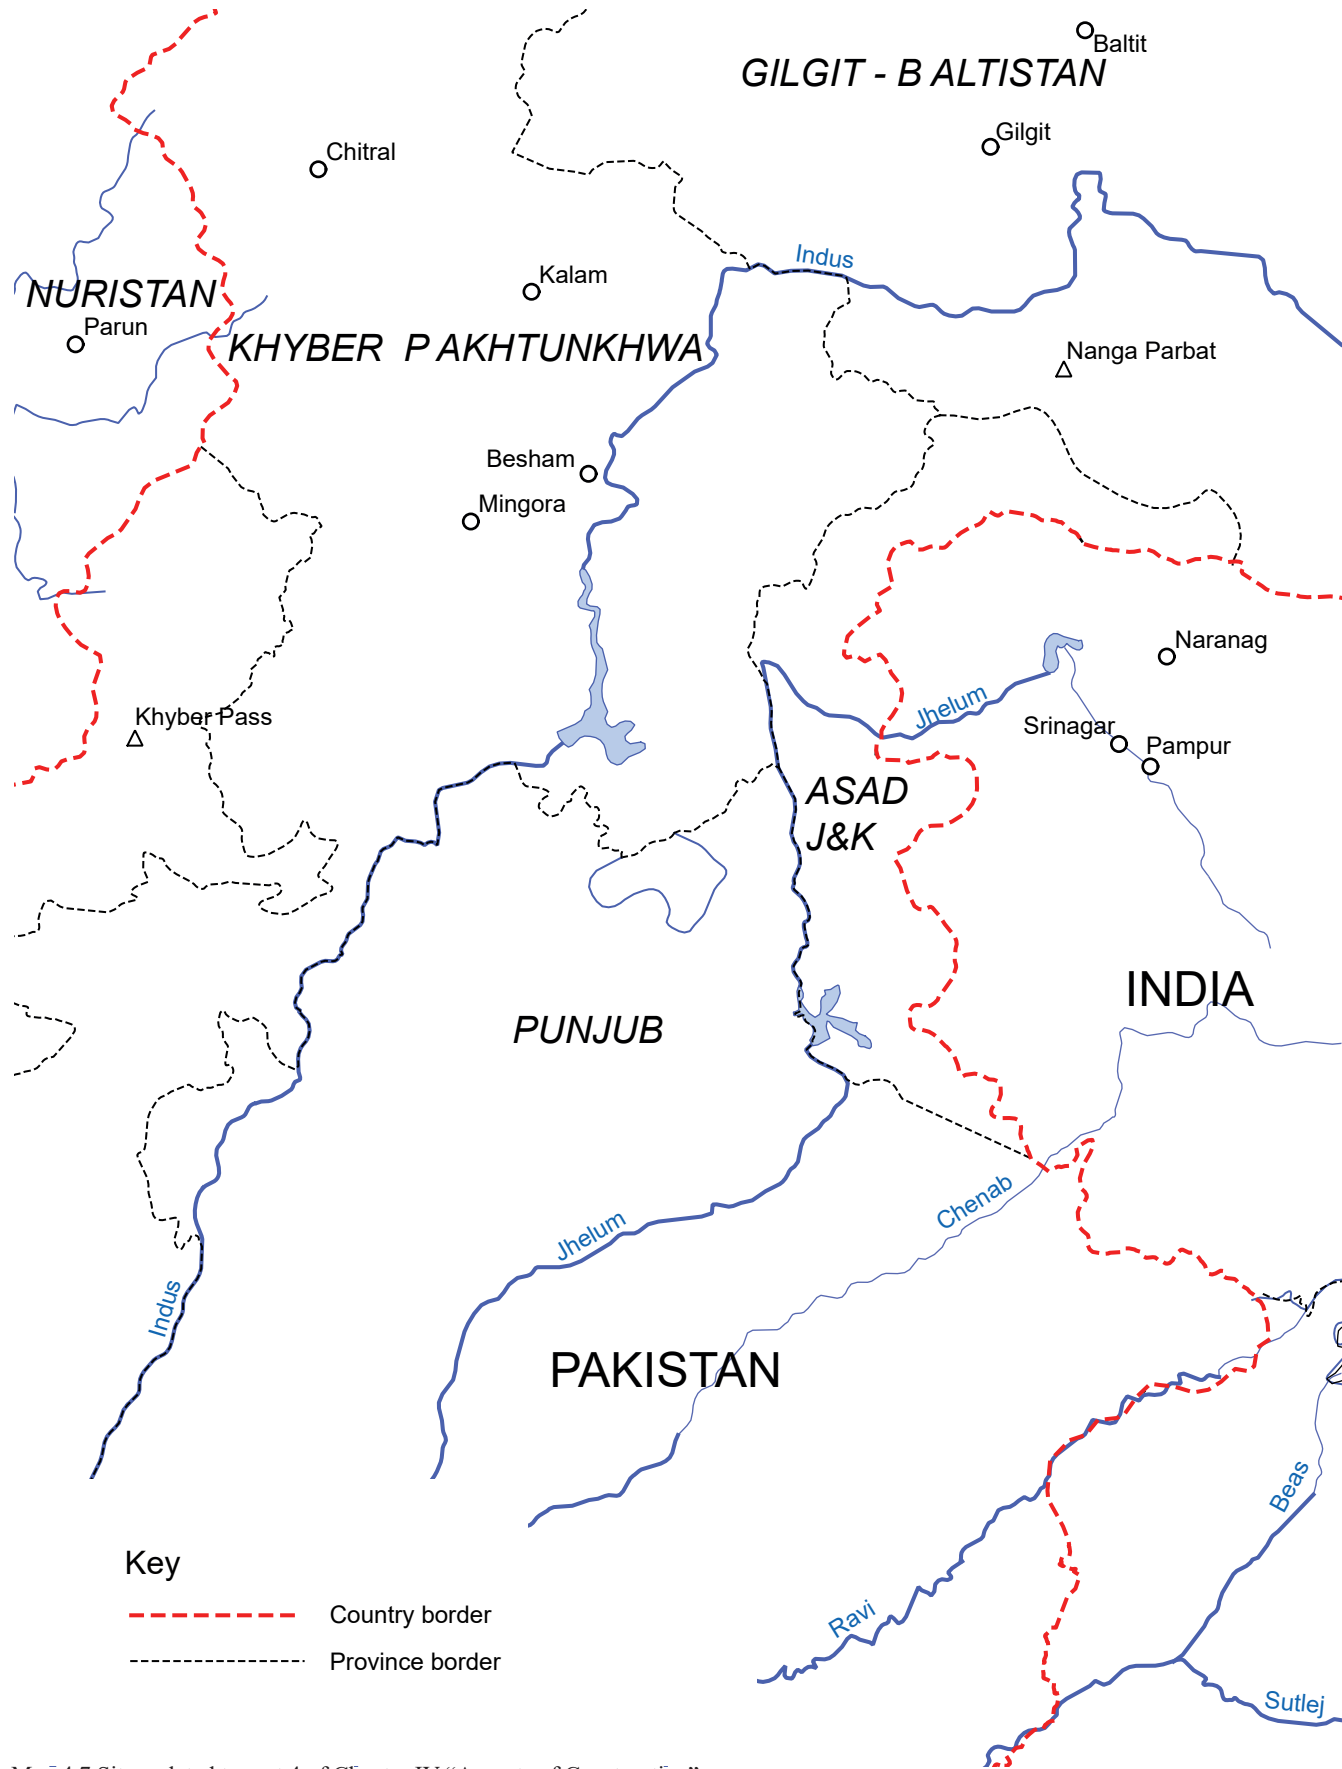 Baltit
GILGIT - B ALTISTAN
Gilgit
Chitral
Indus
Kalam
NURISTAN
Parun
KHYBER P AKHTUNKHWA
Nanga Parbat
Besham
Mingora
Naranag
Jhelum
Khyber Pass
Srinagar
Pampur
ASAD
J&K
INDIA
PUNJUB
Chenab
Jhelum
Indus
PAKISTAN
Beas
Key
Country border
Ravi
Province border
Sutlej